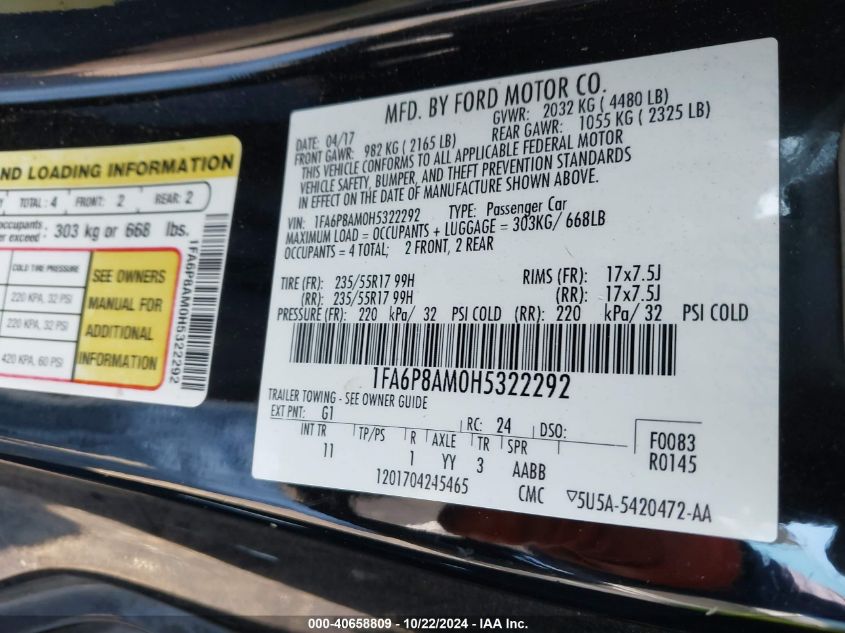 ND LOADING INFORMATION
Y TOTAL: 4 FRONT: 2 REAR: 2
occupants
r exceed : 303 kg or 668 lbs.
COLD TIRE PRESSURE
220 KPA, 32 PSI
220 KPA, 32 PSI
420 KPA, 60 PSI
SEE OWNERS
MANUAL FOR
ADDITIONAL
INFORMATION
1FA6P8AM0H5322292
MFD. BY FORD MOTOR CO.
DATE: 04/17 GVWR: 2032 KG ( 4480 LB)
FRONT GAWR: 982 KG ( 2165 LB) REAR GAWR: 1055 KG ( 2325 LB)
THIS VEHICLE CONFORMS TO ALL APPLICABLE FEDERAL MOTOR
VEHICLE SAFETY, BUMPER, AND THEFT PREVENTION STANDARDS
IN EFFECT ON THE DATE OF MANUFACTURE SHOWN ABOVE.
VIN: 1FA6P8AM0H5322292 TYPE: Passenger Car
MAXIMUM LOAD = OCCUPANTS + LUGGAGE = 303KG/ 668LB
OCCUPANTS = 4 TOTAL; 2 FRONT, 2 REAR
TIRE (FR): 235/55R17 99H RIMS (FR): 17x7.5J
(RR): 235/55R17 99H (RR): 17x7.5J
PRESSURE (FR): 220 kPa/ 32 PSI COLD (RR): 220 kPa/ 32 PSI COLD
1FA6P8AM0H5322292
TRAILER TOWING - SEE OWNER GUIDE
EXT PNT: G1 RC: 24 DSO: F0083
INT TR TP/PS R AXLE TR SPR R0145
11 1 YY 3 AABB
1201704245465 CMC ▽5U5A-5420472-AA
000-40658809 - 10/22/2024 - IAA Inc.